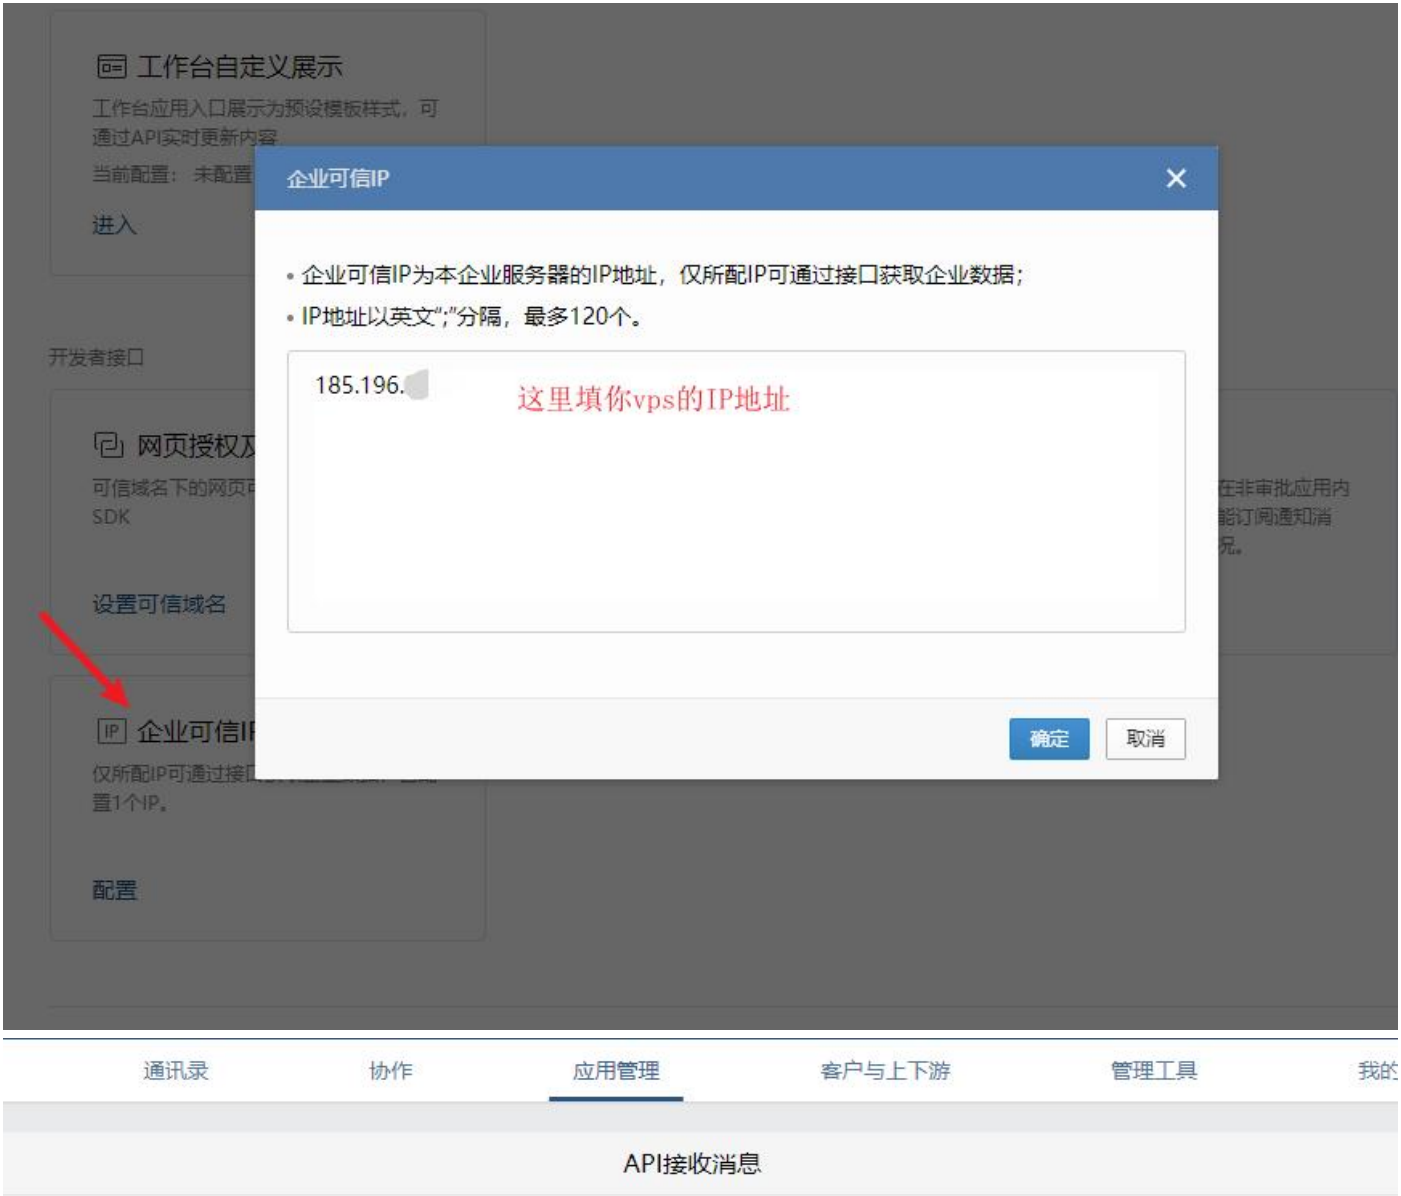 工作台自定义展示
工作台应用入口展示为预设模板样式，可
通过API实时更新内容
当前配置： 未配置
进入
企业可信IP
• 企业可信IP为本企业服务器的IP地址，仅所配IP可通过接口获取企业数据；
• IP地址以英文“;”分隔，最多120个。
185.196.
这里填你vps的IP地址
确定
取消
开发者接口
网页授权及
可信域名下的网页可
SDK
设置可信域名
在非审批应用内
能订阅通知消
况。
IP 企业可信IP
仅所配IP可通过接口
置1个IP。
配置
通讯录 协作 应用管理 客户与上下游 管理工具 我的
API接收消息